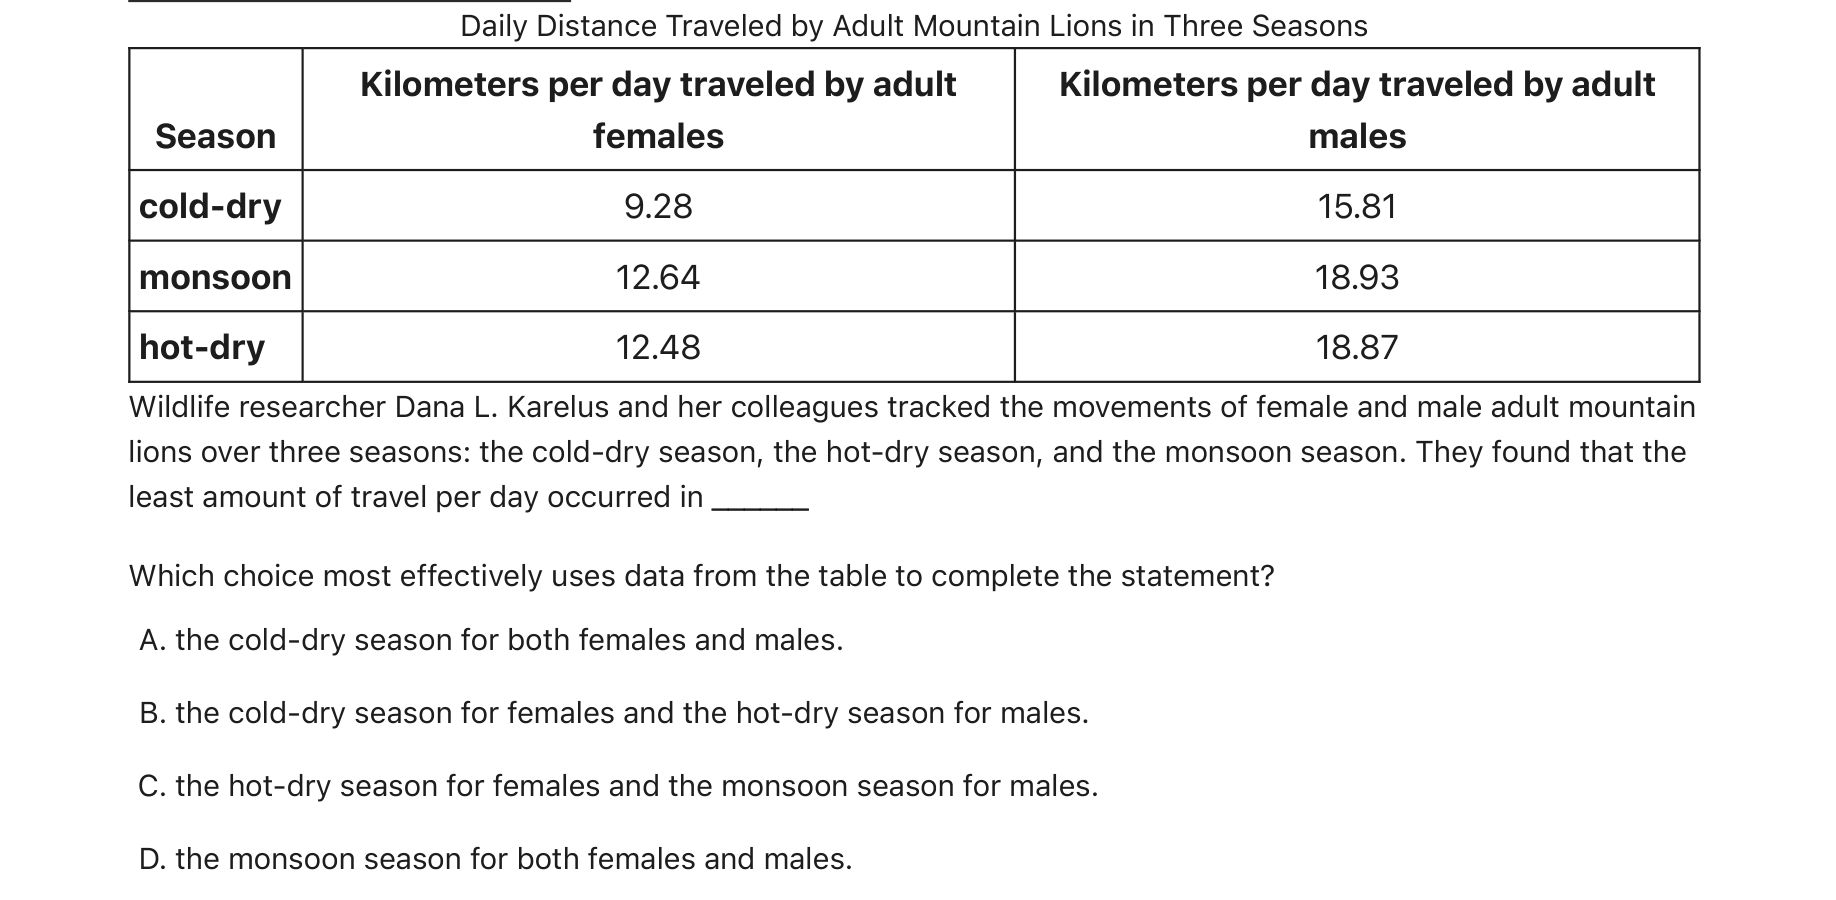 Daily Distance Traveled by Adult Mountain Lions in Three Seasons
Season
Kilometers per day traveled by adult
females
Kilometers per day traveled by adult
males
cold-dry 9.28 15.81
monsoon 12.64 18.93
hot-dry 12.48 18.87
Wildlife researcher Dana L. Karelus and her colleagues tracked the movements of female and male adult mountain
lions over three seasons: the cold-dry season, the hot-dry season, and the monsoon season. They found that the
least amount of travel per day occurred in ______
Which choice most effectively uses data from the table to complete the statement?
A. the cold-dry season for both females and males.
B. the cold-dry season for females and the hot-dry season for males.
C. the hot-dry season for females and the monsoon season for males.
D. the monsoon season for both females and males.